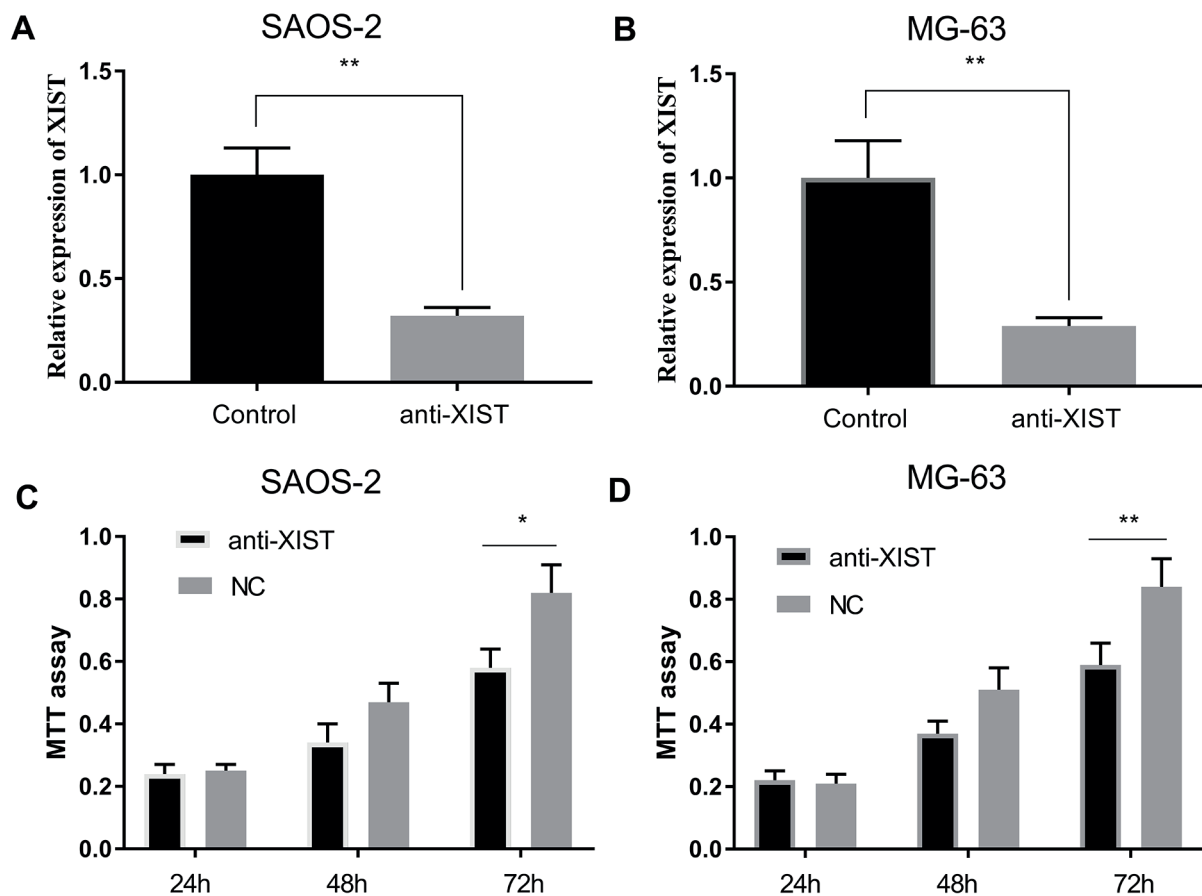 A
SAOS-2
**
Relative expression of XIST
1.5
1.0
0.5
0.0
Control
anti-XIST
B
MG-63
**
Relative expression of XIST
1.5
1.0
0.5
0.0
Control
anti-XIST
C
SAOS-2
anti-XIST
NC
*
MTT assay
1.0
0.8
0.6
0.4
0.2
0.0
24h
48h
72h
D
MG-63
anti-XIST
NC
**
MTT assay
1.0
0.8
0.6
0.4
0.2
0.0
24h
48h
72h